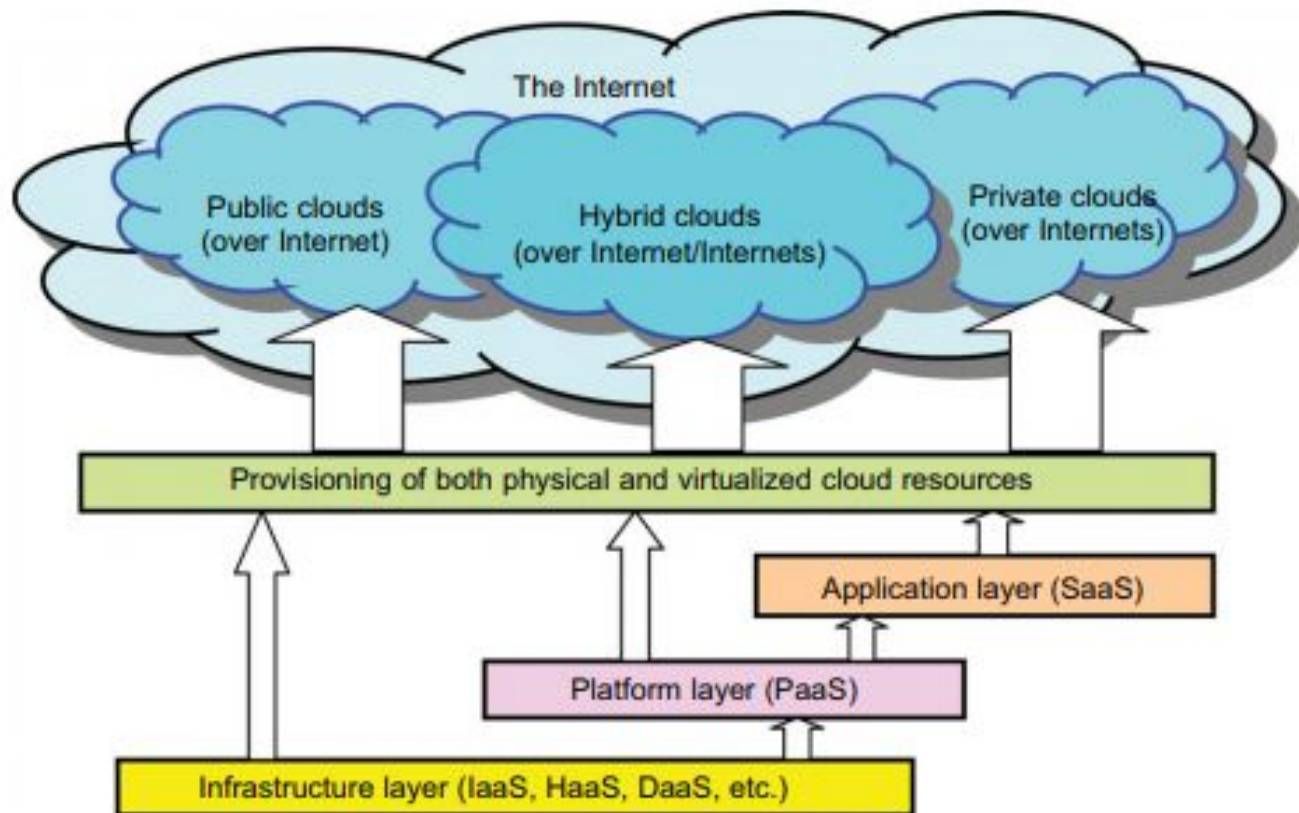 The Internet
Public clouds
(over Internet)
Hybrid clouds
(over Internet/Internets)
Private clouds
(over Internets)
Provisioning of both physical and virtualized cloud resources
Application layer (SaaS)
Platform layer (PaaS)
Infrastructure layer (IaaS, HaaS, DaaS, etc.)